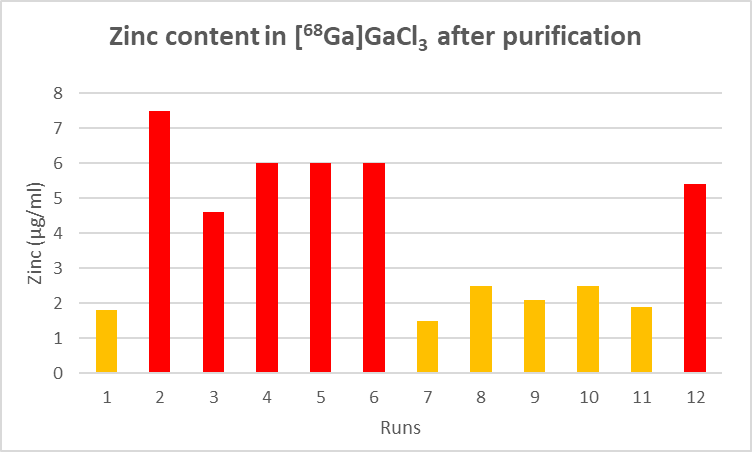 Zinc content in [⁶⁸Ga]GaCl₃ after purification
8
7
6
5
4
3
2
1
0
Zinc (µg/ml)
1 2 3 4 5 6 7 8 9 10 11 12
Runs